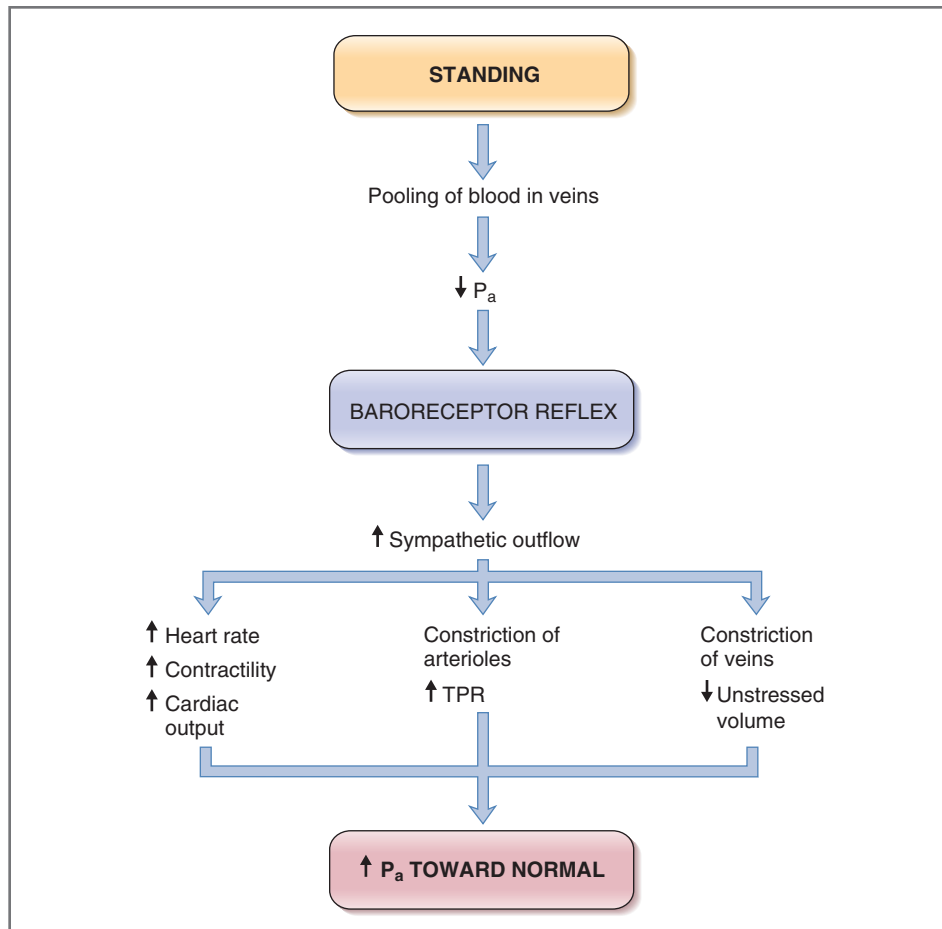 STANDING
Pooling of blood in veins
↓ Pa
BARORECEPTOR REFLEX
↑ Sympathetic outflow
↑ Heart rate
↑ Contractility
↑ Cardiac
output
Constriction of
arterioles
↑ TPR
Constriction
of veins
↓ Unstressed
volume
↑ Pa TOWARD NORMAL